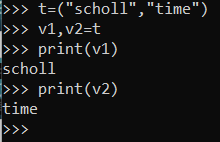 >>> t=("scholl","time")
>>> v1,v2=t
>>> print(v1)
scholl
>>> print(v2)
time
>>>